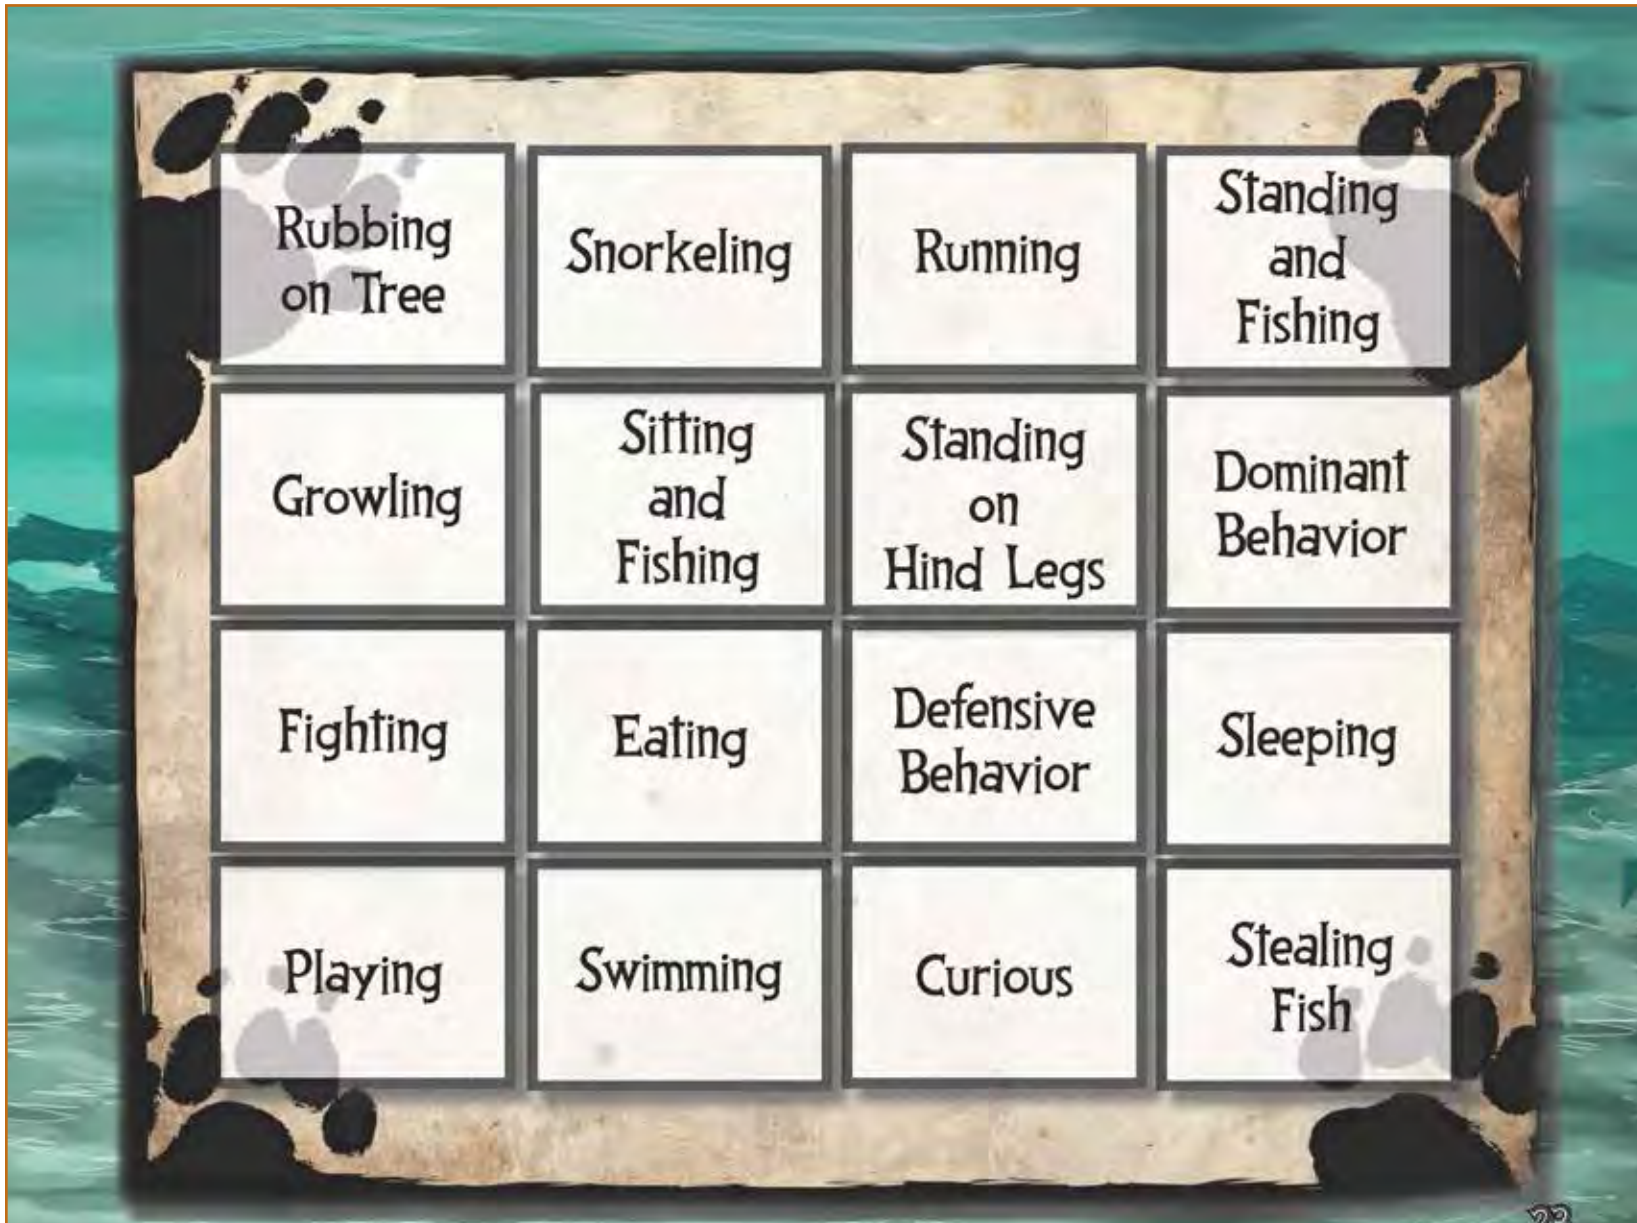 Rubbing
on Tree
Snorkeling
Running
Standing
and
Fishing
Growling
Sitting
and
Fishing
Standing
on
Hind Legs
Dominant
Behavior
Fighting
Eating
Defensive
Behavior
Sleeping
Playing
Swimming
Curious
Stealing
Fish